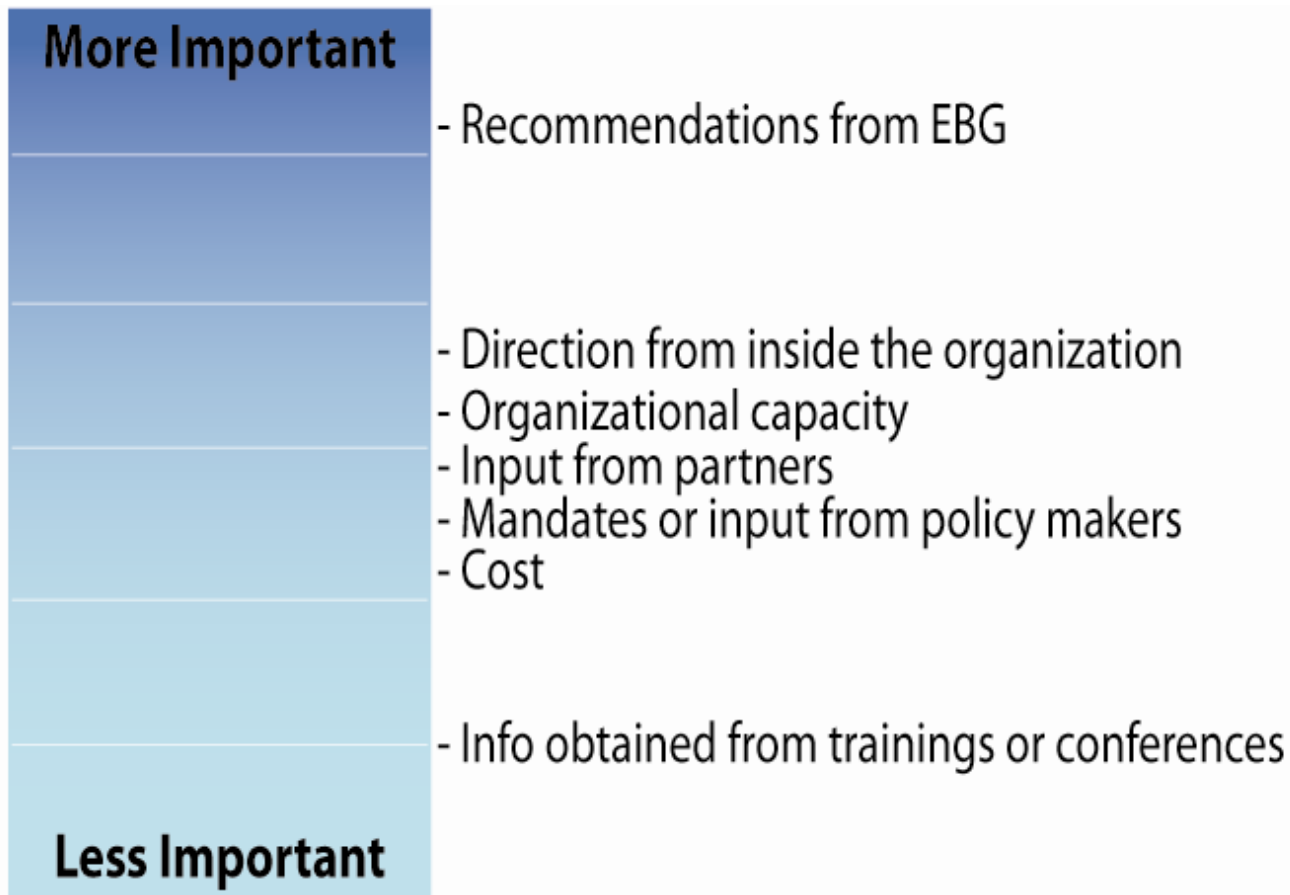 More Important
- Recommendations from EBG
- Direction from inside the organization
- Organizational capacity
- Input from partners
- Mandates or input from policy makers
- Cost
- Info obtained from trainings or conferences
Less Important